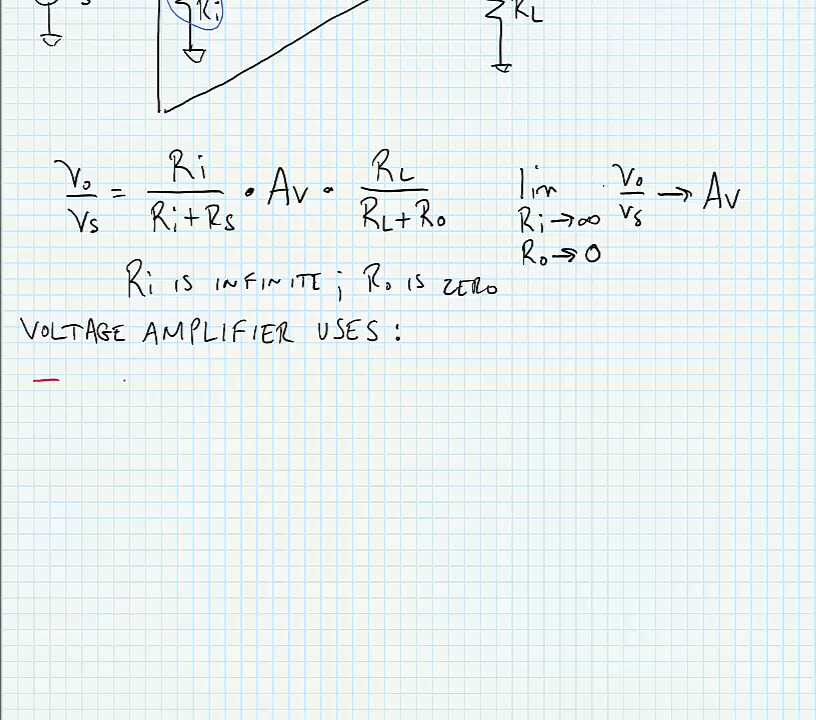 Ri
RL
Vo/Vs = Ri/(Ri+Rs) • Av • RL/(RL+Ro)
lim Vo/Vs → Av
Ri → ∞
Ro → 0
Ri IS INFINITE; Ro IS ZERO
VOLTAGE AMPLIFIER USES:
—